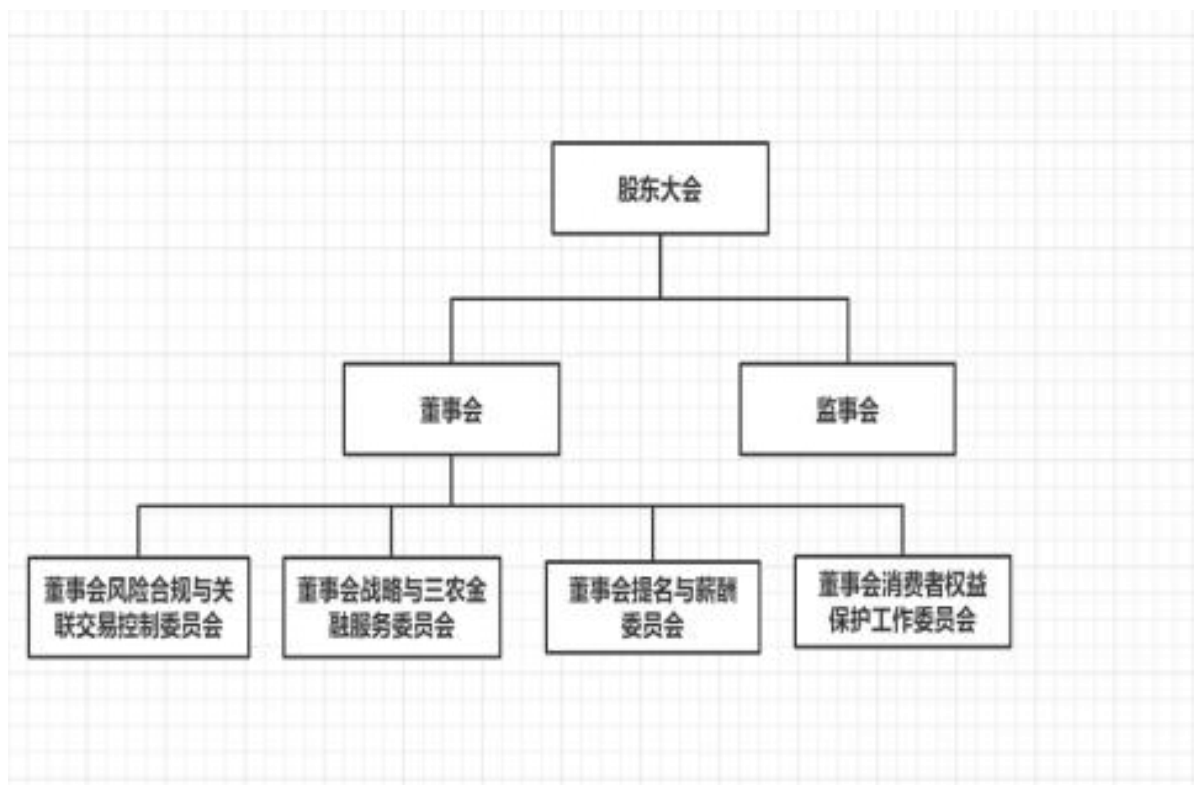 股东大会
董事会
监事会
董事会风险合规与关
联交易控制委员会
董事会战略与三农金
融服务委员会
董事会提名与薪酬
委员会
董事会消费者权益
保护工作委员会